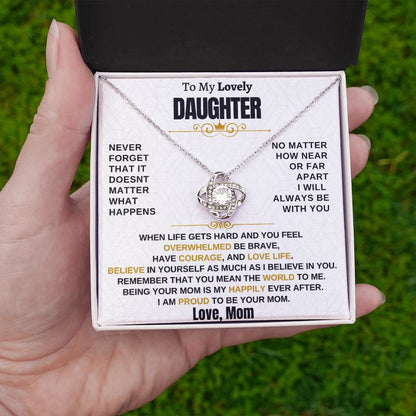 To My Lovely
DAUGHTER
NEVER
FORGET
THAT IT
DOESNT
MATTER
WHAT
HAPPENS
NO MATTER
HOW NEAR
OR FAR
APART
I WILL
ALWAYS BE
WITH YOU
WHEN LIFE GETS HARD AND YOU FEEL
OVERWHELMED BE BRAVE,
HAVE COURAGE, AND LOVE LIFE.
BELIEVE IN YOURSELF AS MUCH AS I BELIEVE IN YOU.
REMEMBER THAT YOU MEAN THE WORLD TO ME.
BEING YOUR MOM IS MY HAPPILY EVER AFTER.
I AM PROUD TO BE YOUR MOM.
Love, Mom